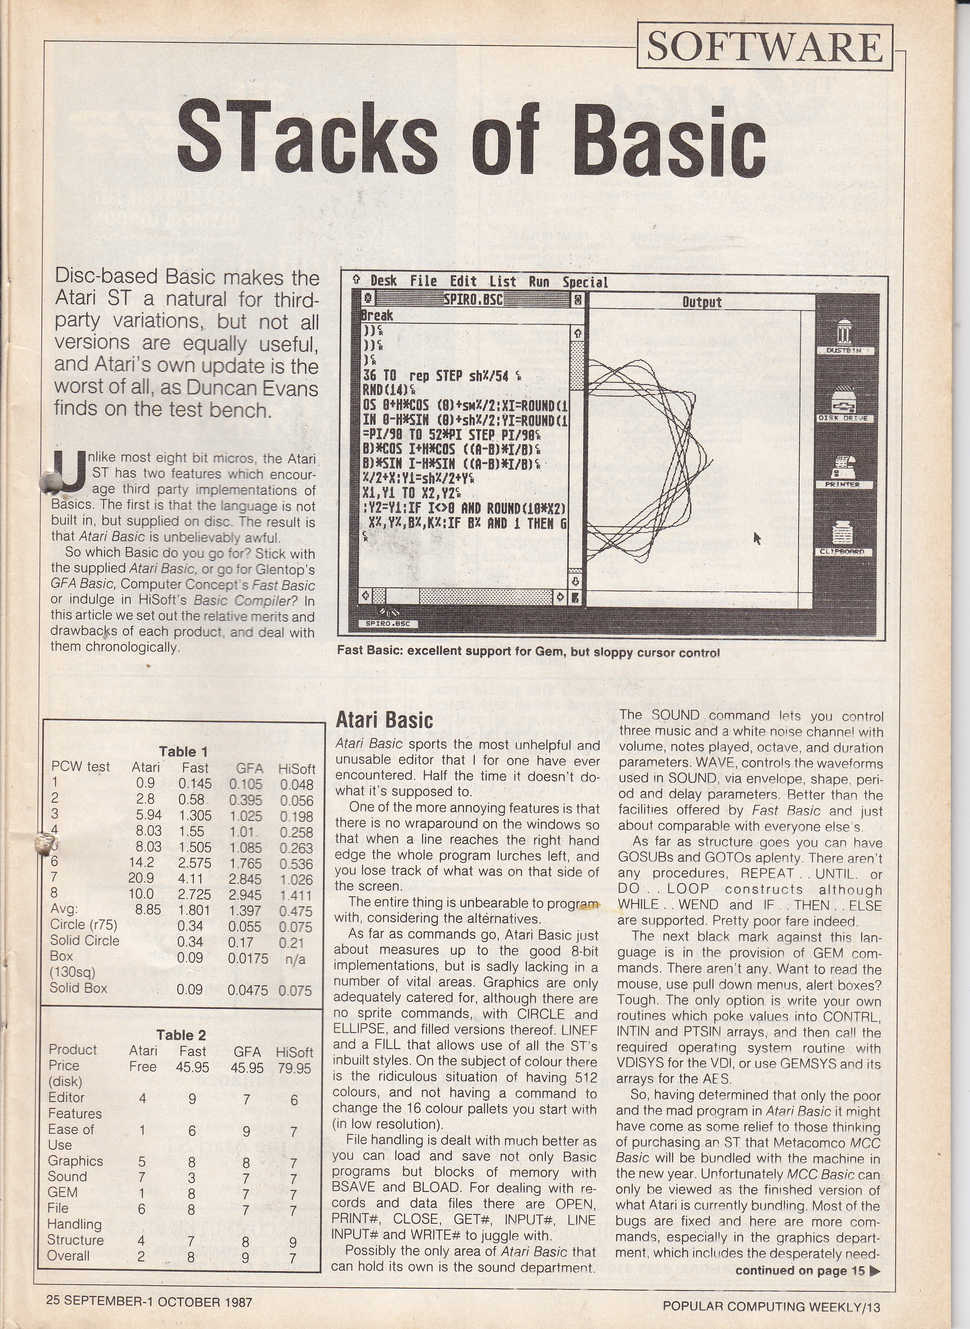 SOFTWARE
STacks of Basic
Disc-based Basic makes the
Atari ST a natural for third-
party variations, but not all
versions are equally useful,
and Atari's own update is the
worst of all, as Duncan Evans
finds on the test bench.
Unlike most eight bit micros, the Atari
ST has two features which encour-
age third party implementations of
Basics. The first is that the language is not
built in, but supplied on disc. The result is
that Atari Basic is unbelievably awful.
So which Basic do you go for? Stick with
the supplied Atari Basic, or go for Glentop's
GFA Basic, Computer Concept's Fast Basic
or indulge in HiSoft's Basic Compiler? In
this article we set out the relative merits and
drawbacks of each product, and deal with
them chronologically.
Desk File Edit List Run Special
SPIRO.BSC
Output
Break
))
))
)
36 TO rep STEP sh%/54
RND(14)
OS θ+H*COS (θ)+sw%/2:XI=ROUND(1
IN θ-H*SIN (θ)+sh%/2:YI=ROUND(1
=PI/90 TO 52*PI STEP PI/90
B)*COS I+H*COS ((A-B)*I/B)
B)*SIN I-H*SIN ((A-B)*I/B)
%/2+X:Y1=sh%/2+Y
X1,Y1 TO X2,Y2
:Y2=Y1:IF I<>0 AND ROUND(10*X2)
X%,Y%,B%,K%:IF B% AND 1 THEN G
SPIRO.BSC
DUSTBIN
DISK DRIVE
PRINTER
CLIPBOARD
Fast Basic: excellent support for Gem, but sloppy cursor control
Table 1
PCW test Atari Fast GFA HiSoft
1 0.9 0.145 0.105 0.048
2 2.8 0.58 0.395 0.056
3 5.94 1.305 1.025 0.198
4 8.03 1.55 1.01 0.258
5 8.03 1.505 1.085 0.263
6 14.2 2.575 1.765 0.536
7 20.9 4.11 2.845 1.026
8 10.0 2.725 2.945 1.411
Avg: 8.85 1.801 1.397 0.475
Circle (r75) 0.34 0.055 0.075
Solid Circle 0.34 0.17 0.21
Box 0.09 0.0175 n/a
(130sq)
Solid Box 0.09 0.0475 0.075
Table 2
Product Atari Fast GFA HiSoft
Price Free 45.95 45.95 79.95
(disk)
Editor 4 9 7 6
Features
Ease of 1 6 9 7
Use
Graphics 5 8 8 7
Sound 7 3 7 7
GEM 1 8 7 7
File 6 8 7 7
Handling
Structure 4 7 8 9
Overall 2 8 9 7
Atari Basic
Atari Basic sports the most unhelpful and
unusable editor that I for one have ever
encountered. Half the time it doesn't do-
what it's supposed to.
One of the more annoying features is that
there is no wraparound on the windows so
that when a line reaches the right hand
edge the whole program lurches left, and
you lose track of what was on that side of
the screen.
The entire thing is unbearable to program
with, considering the alternatives.
As far as commands go, Atari Basic just
about measures up to the good 8-bit
implementations, but is sadly lacking in a
number of vital areas. Graphics are only
adequately catered for, although there are
no sprite commands, with CIRCLE and
ELLIPSE, and filled versions thereof. LINEF
and a FILL that allows use of all the ST's
inbuilt styles. On the subject of colour there
is the ridiculous situation of having 512
colours, and not having a command to
change the 16 colour pallets you start with
(in low resolution).
File handling is dealt with much better as
you can load and save not only Basic
programs but blocks of memory with
BSAVE and BLOAD. For dealing with re-
cords and data files there are OPEN,
PRINT#, CLOSE, GET#, INPUT#, LINE
INPUT# and WRITE# to juggle with.
Possibly the only area of Atari Basic that
can hold its own is the sound department.
The SOUND command lets you control
three music and a white noise channel with
volume, notes played, octave, and duration
parameters. WAVE, controls the waveforms
used in SOUND, via envelope, shape, peri-
od and delay parameters. Better than the
facilities offered by Fast Basic and just
about comparable with everyone else's.
As far as structure goes you can have
GOSUBs and GOTOs aplenty. There aren't
any procedures, REPEAT . . UNTIL. or
DO . . LOOP constructs although
WHILE . . WEND and IF . . THEN . . ELSE
are supported. Pretty poor fare indeed.
The next black mark against this lan-
guage is in the provision of GEM com-
mands. There aren't any. Want to read the
mouse, use pull down menus, alert boxes?
Tough. The only option is write your own
routines which poke values into CONTRL,
INTIN and PTSIN arrays, and then call the
required operating system routine with
VDISYS for the VDI, or use GEMSYS and its
arrays for the AES.
So, having determined that only the poor
and the mad program in Atari Basic it might
have come as some relief to those thinking
of purchasing an ST that Metacomco MCC
Basic will be bundled with the machine in
the new year. Unfortunately MCC Basic can
only be viewed as the finished version of
what Atari is currently bundling. Most of the
bugs are fixed and here are more com-
mands, especially in the graphics depart-
ment, which includes the desperately need-
continued on page 15 ▶
25 SEPTEMBER-1 OCTOBER 1987
POPULAR COMPUTING WEEKLY/13